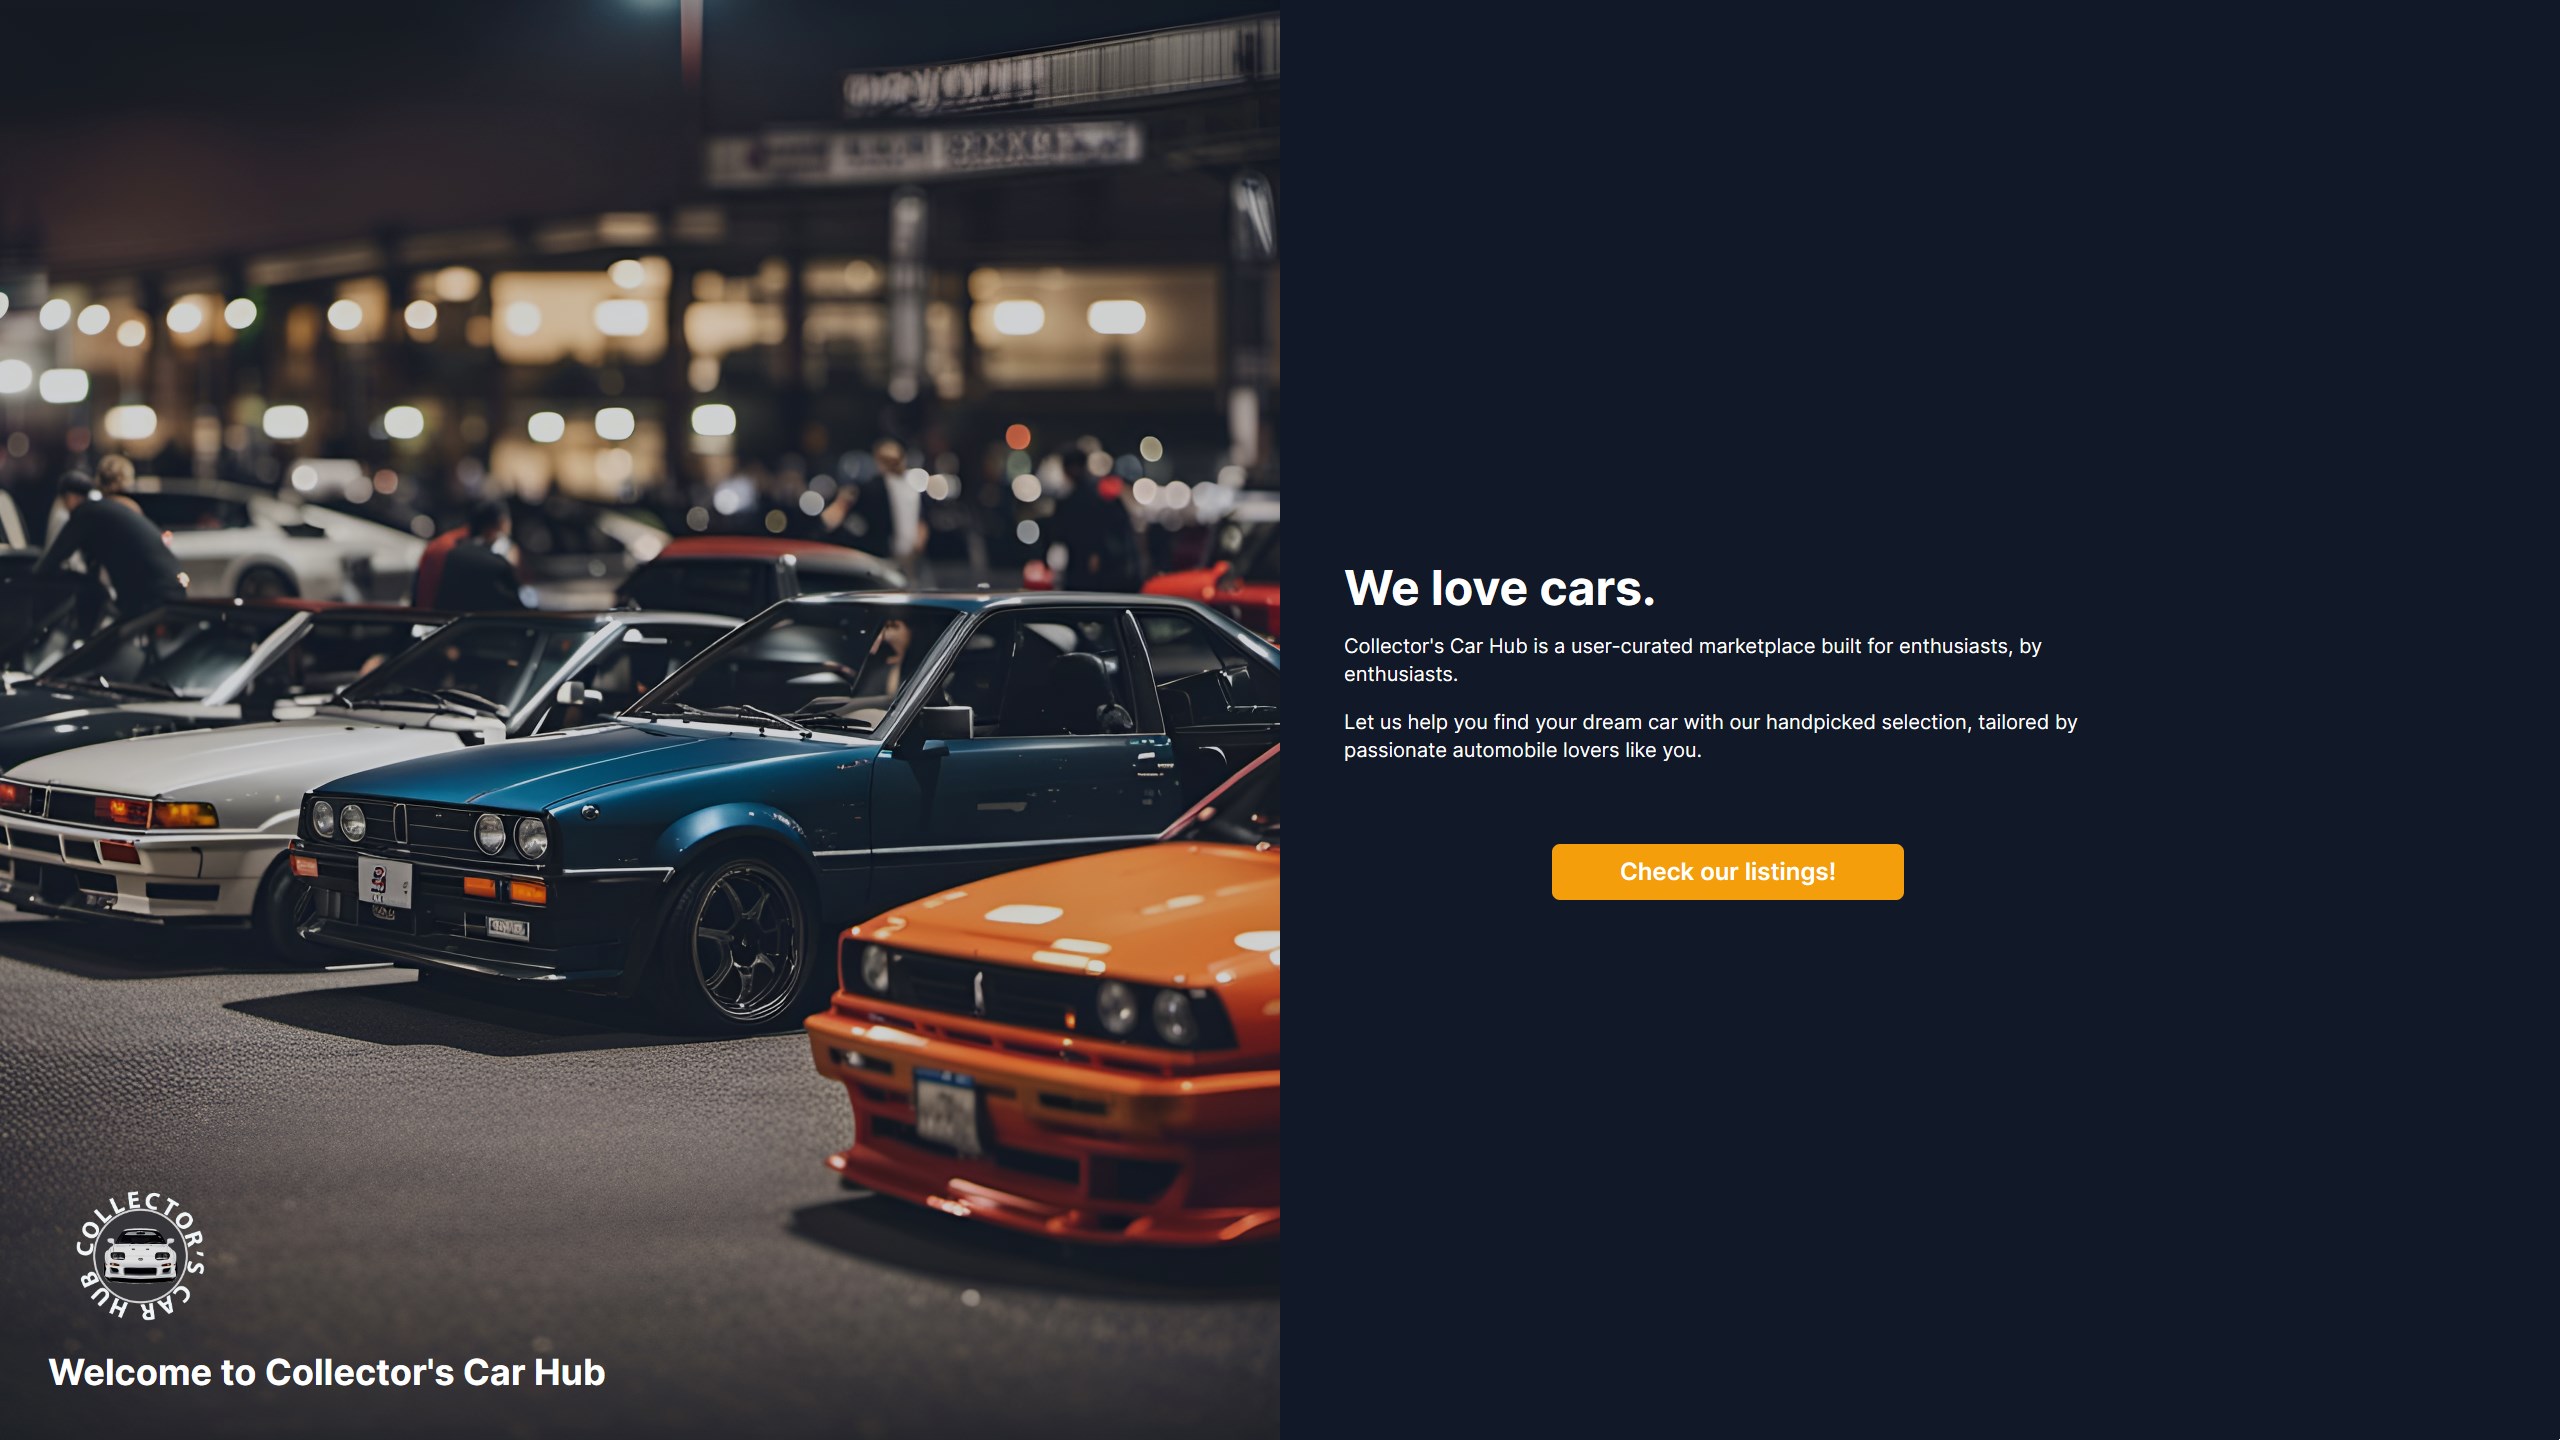 We love cars.
Collector's Car Hub is a user-curated marketplace built for enthusiasts, by
enthusiasts.
Let us help you find your dream car with our handpicked selection, tailored by
passionate automobile lovers like you.
Check our listings!
COLLECTOR'S CAR HUB
Welcome to Collector's Car Hub